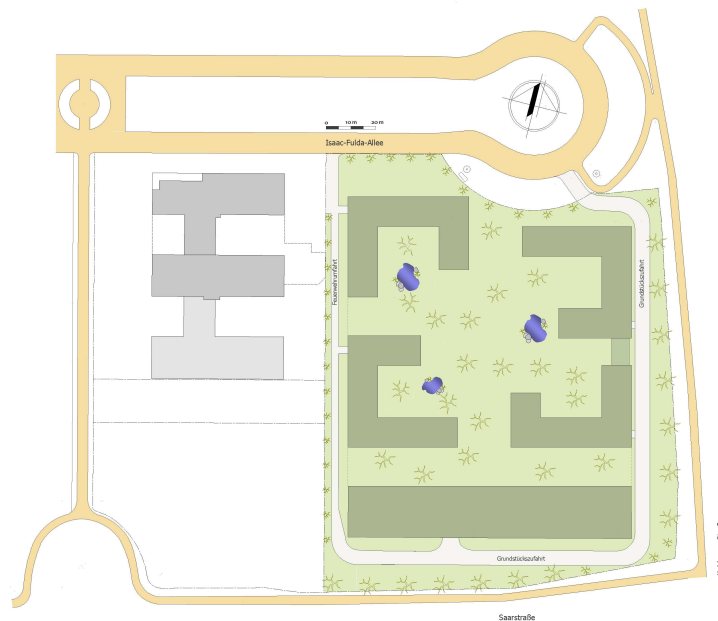 0 10 m 20 m
Isaac-Fulda-Allee
Feuerwehrumfahrt
Grundstückszufahrt
Grundstückszufahrt
Saarstraße